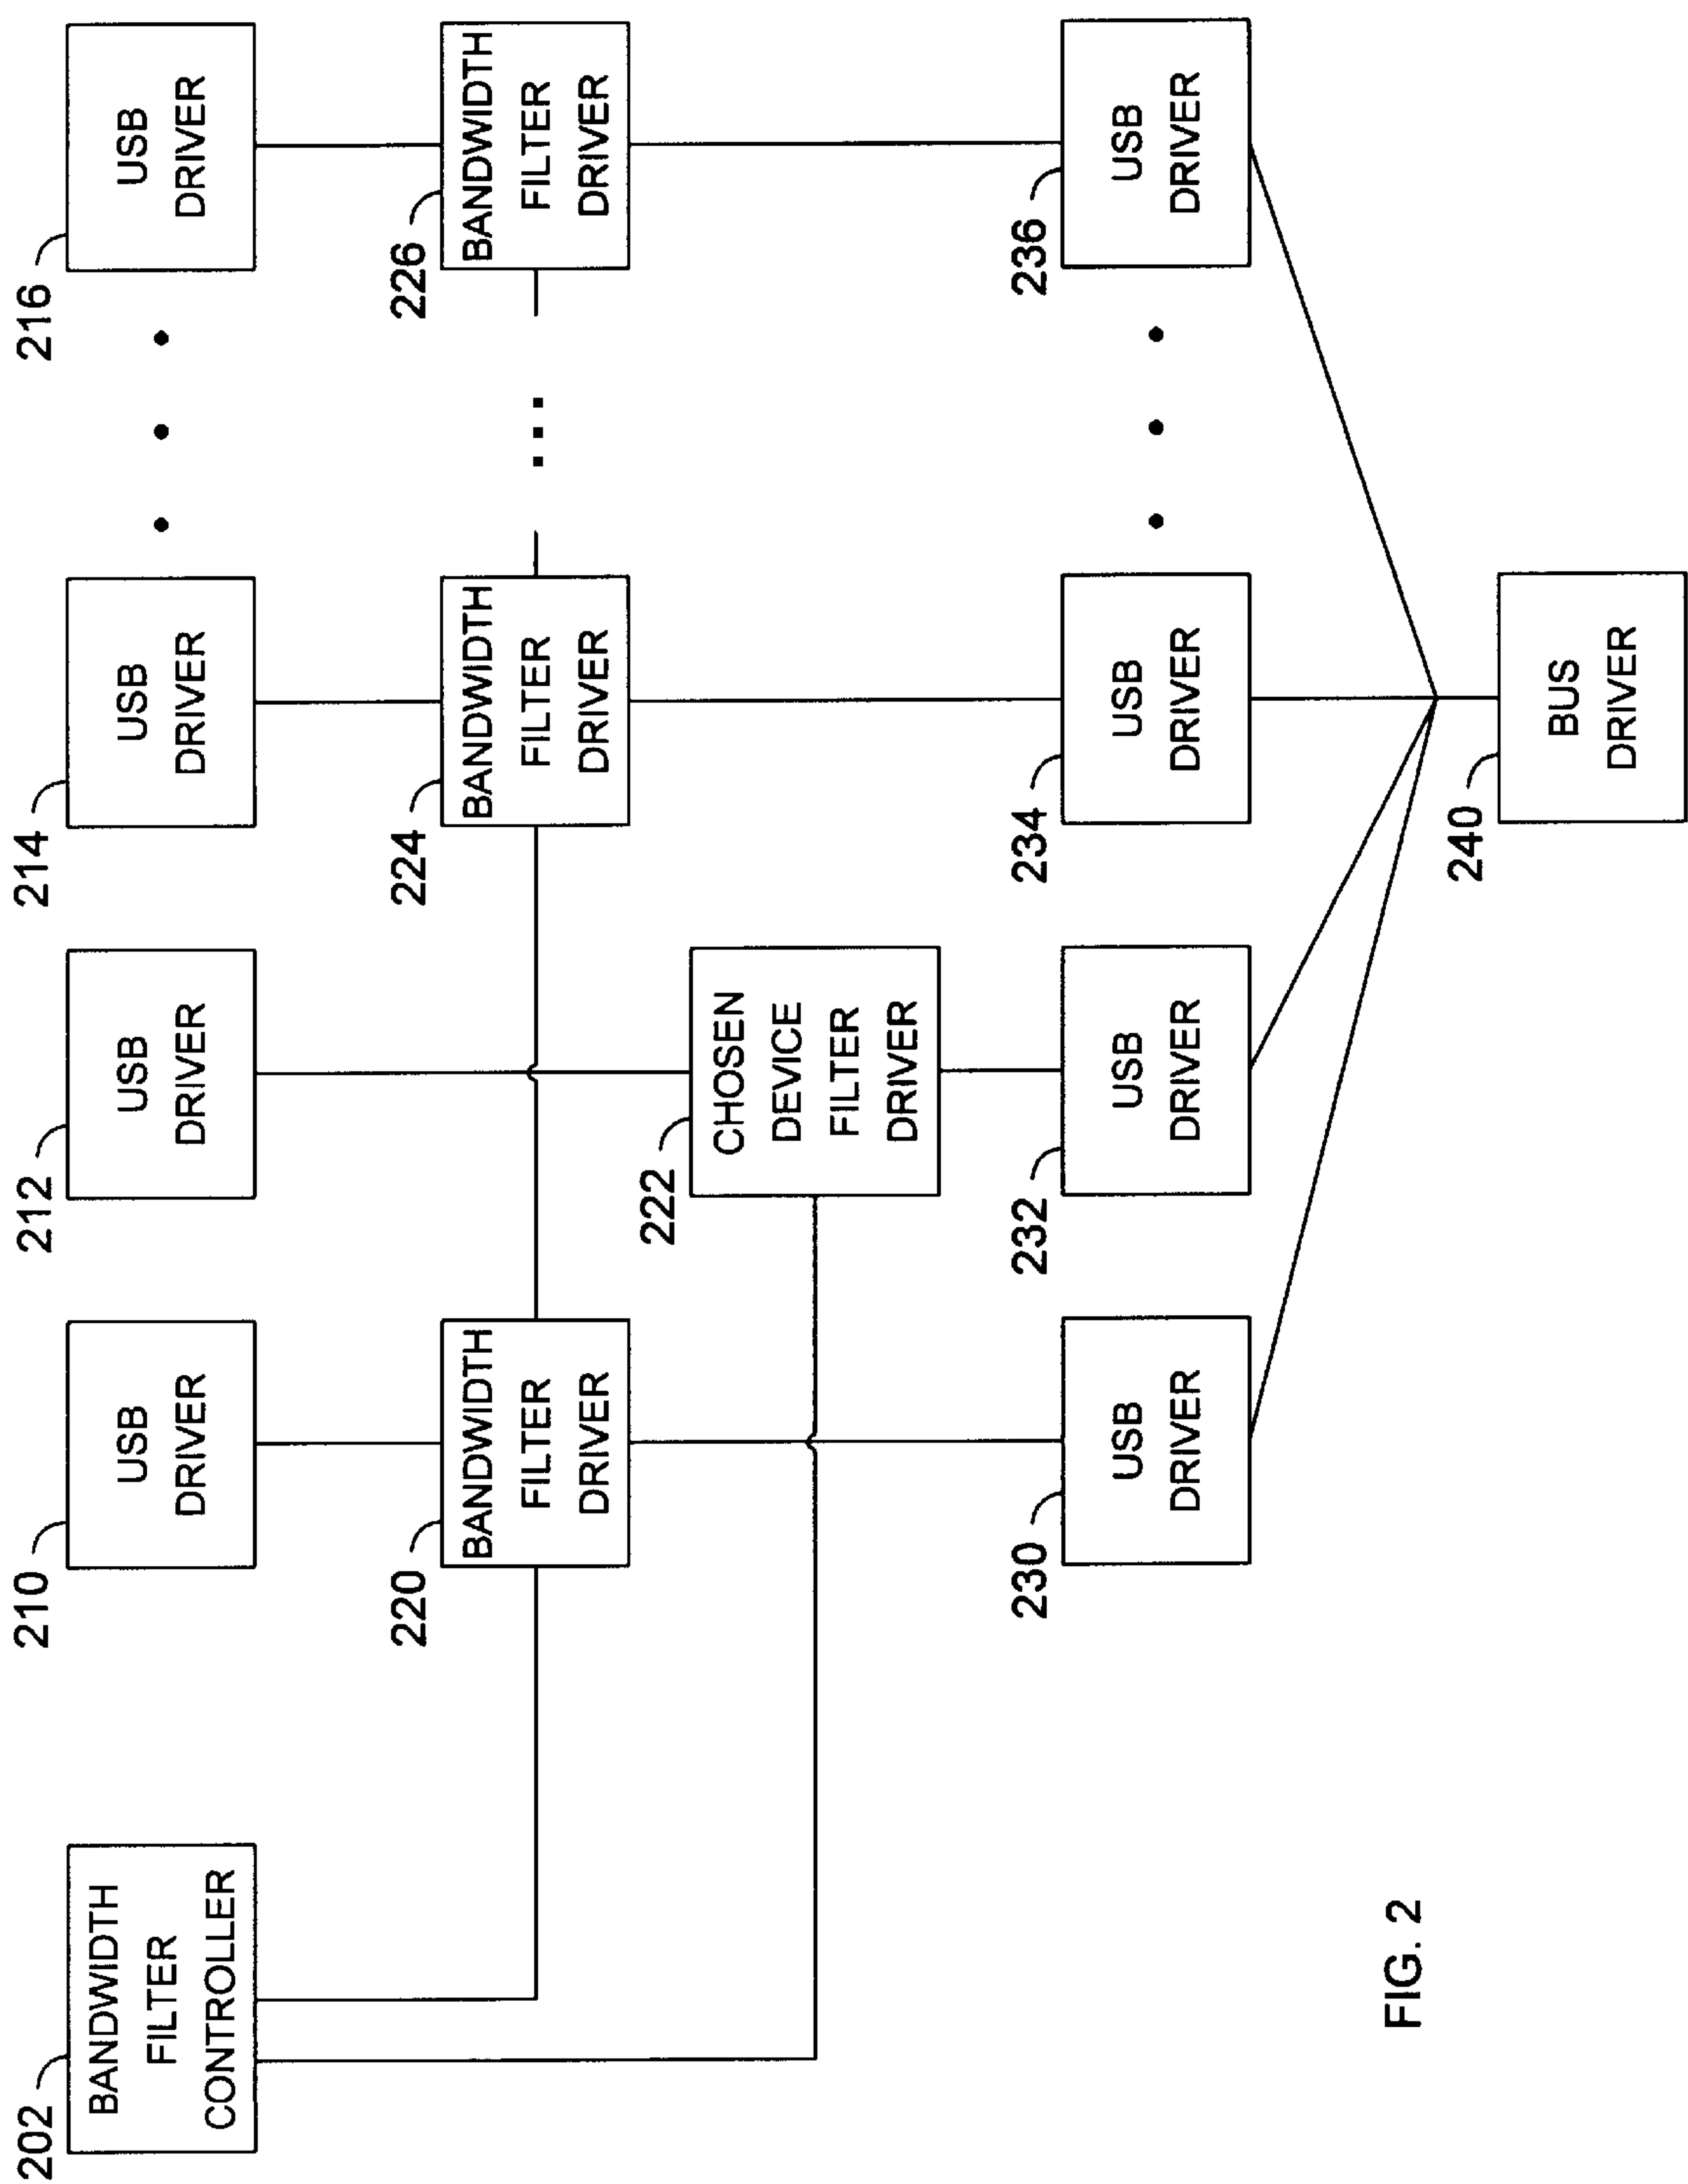 202
BANDWIDTH
FILTER
CONTROLLER
210
USB
DRIVER
212
USB
DRIVER
214
USB
DRIVER
216
USB
DRIVER
220
BANDWIDTH
FILTER
DRIVER
224
BANDWIDTH
FILTER
DRIVER
...
226
BANDWIDTH
FILTER
DRIVER
222
CHOSEN
DEVICE
FILTER
DRIVER
230
USB
DRIVER
232
USB
DRIVER
234
USB
DRIVER
236
USB
DRIVER
240
BUS
DRIVER
FIG. 2